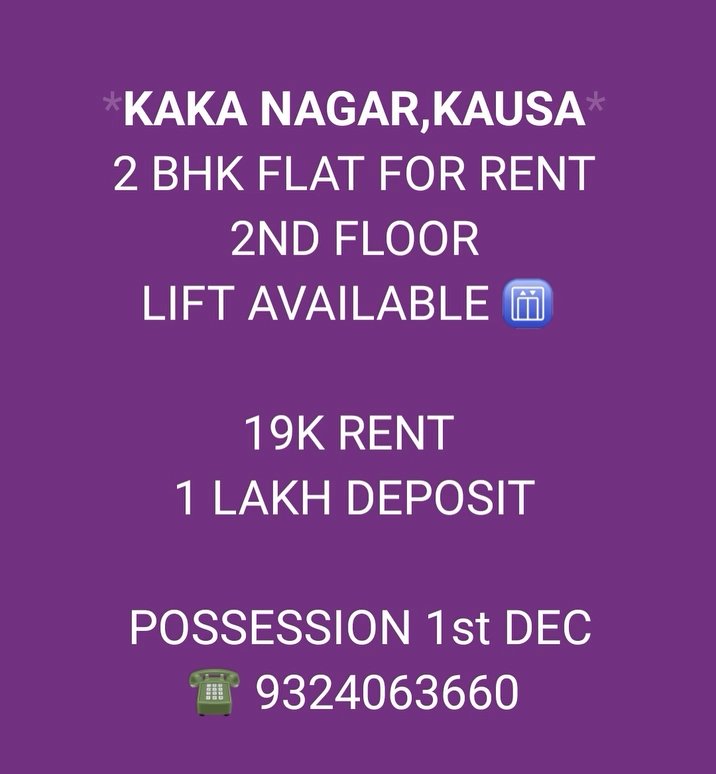 *KAKA NAGAR,KAUSA*
2 BHK FLAT FOR RENT
2ND FLOOR
LIFT AVAILABLE 🛗
19K RENT
1 LAKH DEPOSIT
POSSESSION 1st DEC
☎️ 9324063660